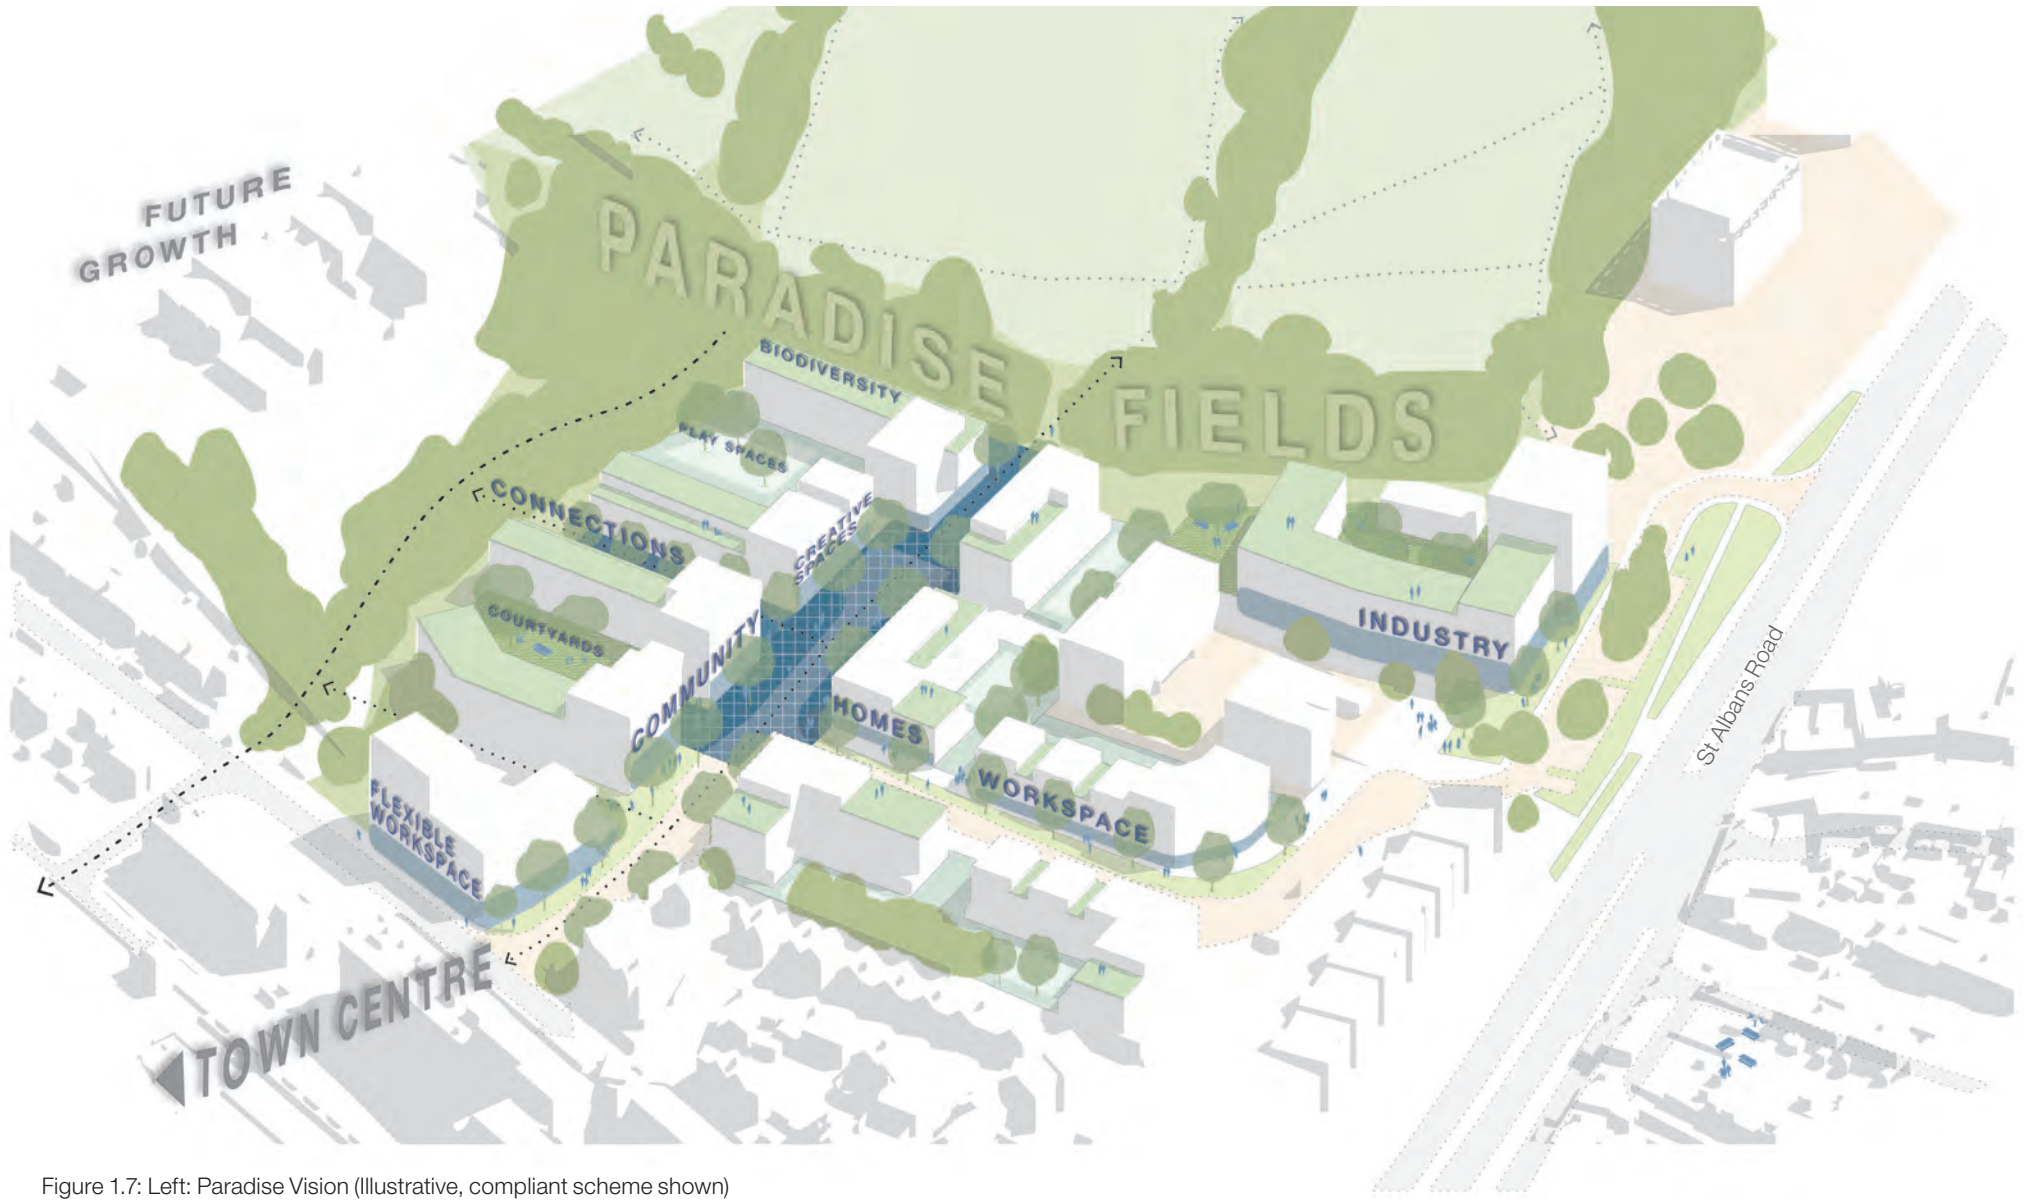 FUTURE
GROWTH
PARADISE
FIELDS
BIODIVERSITY
PLAY SPACES
CONNECTIONS
CREATIVE
SPACES
COURTYARDS
COMMUNITY
INDUSTRY
HOMES
WORKSPACE
FLEXIBLE
WORKSPACE
St Albans Road
TOWN CENTRE
Figure 1.7: Left: Paradise Vision (Illustrative, compliant scheme shown)